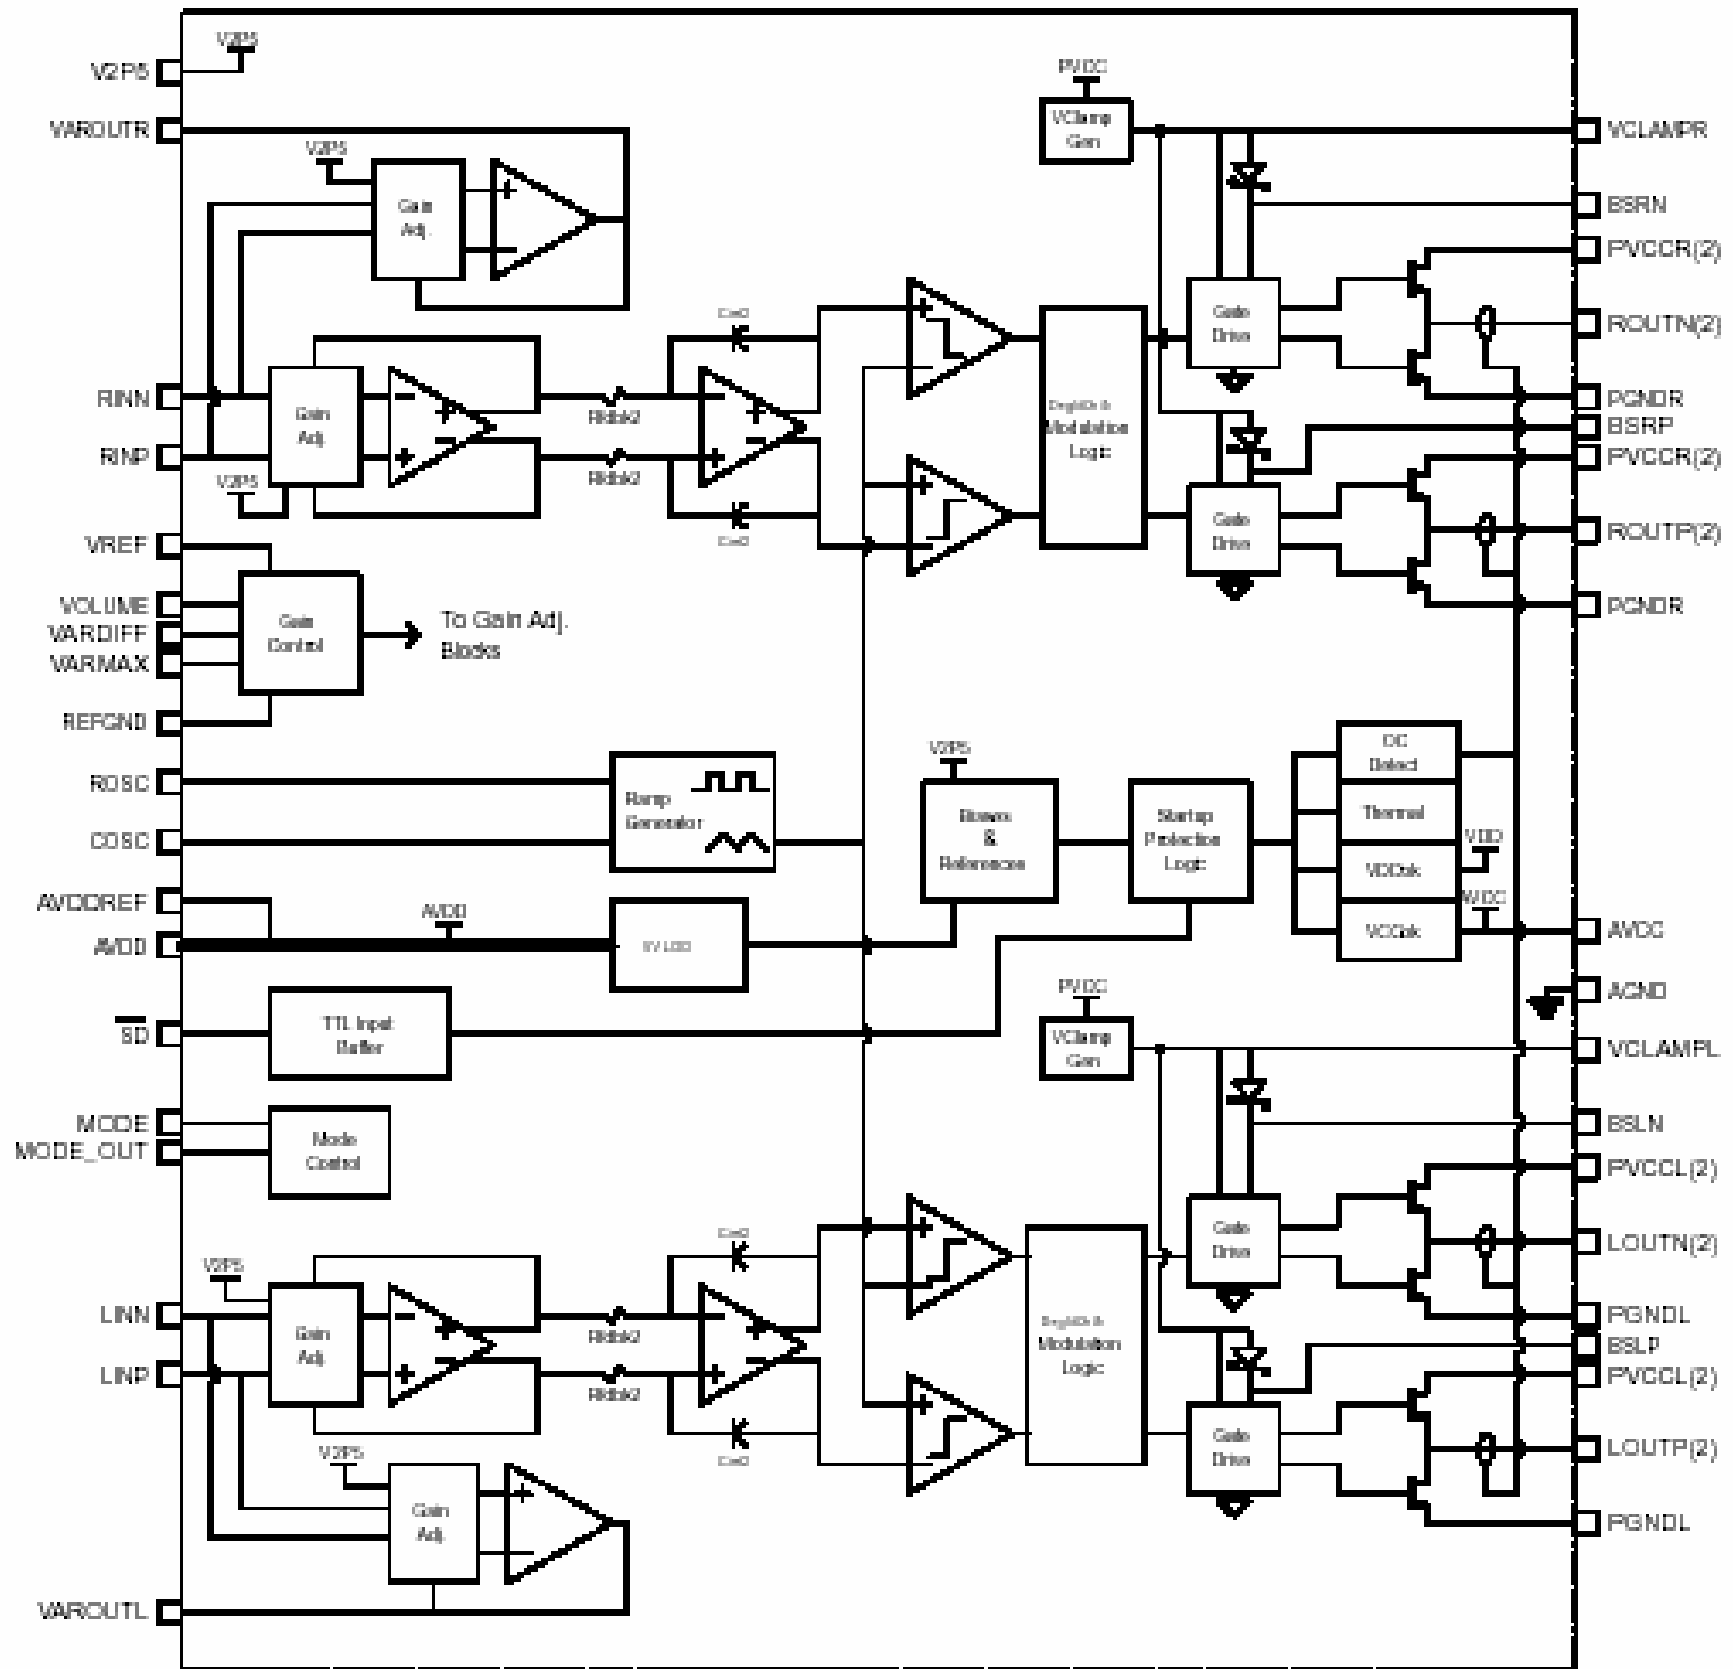 V2P5
V2P5
VAROUTR
V2P5
Gain
Adj.
PVCC
VClamp
Gen
VCLAMPR
BSRN
PVCCR(2)
Gate
Drive
ROUTN(2)
PGNDR
BSRP
PVCCR(2)
Gate
Drive
ROUTP(2)
PGNDR
RINN
RINP
Gain
Adj.
V2P5
Modulation
Logic
VREF
VOLUME
VARDIFF
VARMAX
REFGND
Gain
Control
To Gain Adj.
Blocks
ROSC
COSC
Ramp
Generator
V2P5
Biases
&
References
Startup
Protection
Logic
OC
Detect
Thermal
VDD
VDDok
AVCC
VCCok
AVCC
AVDDREF
AVDD
AVDD
AGND
SD
TTL Input
Buffer
PVCC
VClamp
Gen
VCLAMPL
MODE
MODE_OUT
Mode
Control
BSLN
PVCCL(2)
Gate
Drive
LOUTN(2)
PGNDL
BSLP
PVCCL(2)
Gate
Drive
LOUTP(2)
PGNDL
V2P5
LINN
LINP
Gain
Adj.
Modulation
Logic
V2P5
Gain
Adj.
VAROUTL